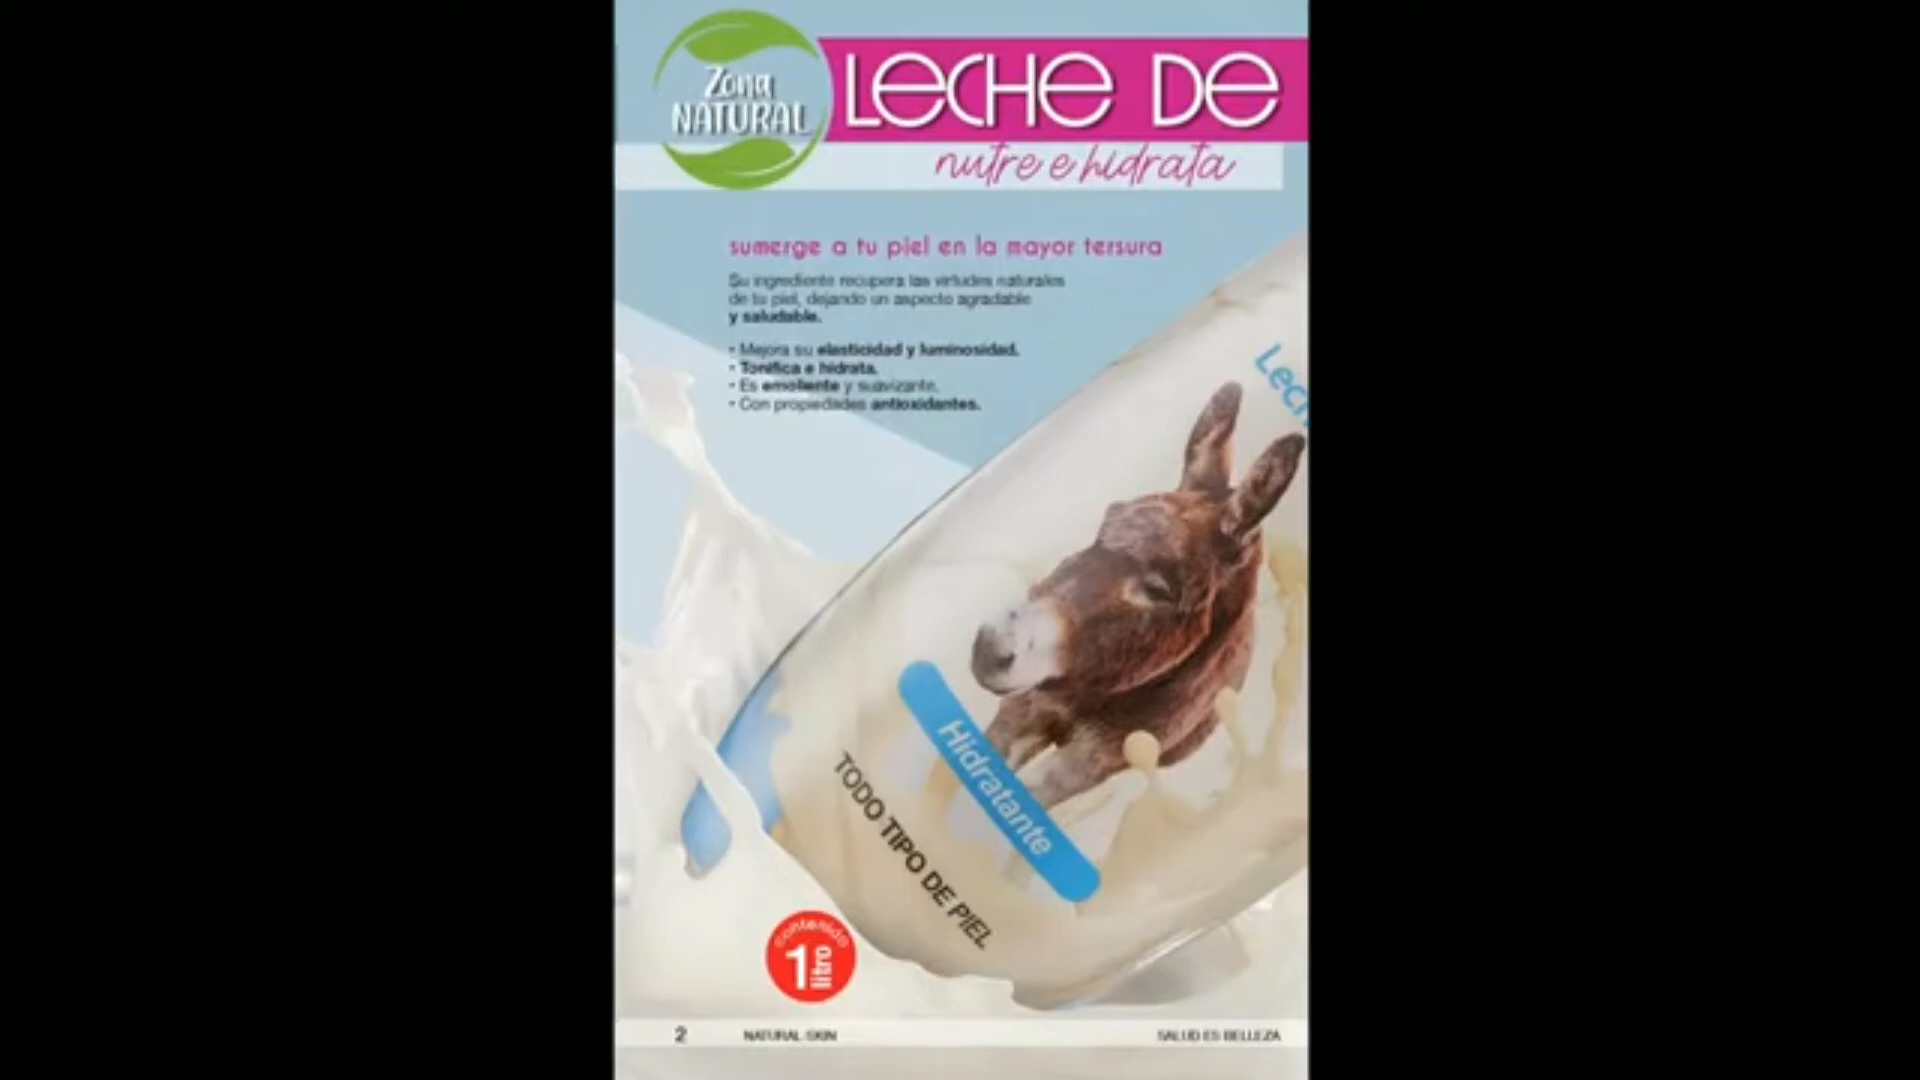 Zona
NATURAL
LECHE DE
nutre e hidrata
sumerge a tu piel en la mayor tersura
Su ingrediente recupera las virtudes naturales
de tu piel, dejando un aspecto agradable
y saludable.
• Mejora su elasticidad y luminosidad.
• Tonifica e hidrata.
• Es emoliente y suavizante.
• Con propiedades antioxidantes.
Lech
Hidratante
TODO TIPO DE PIEL
contenido
1 litro
2 NATURAL SKIN SALUD ES BELLEZA